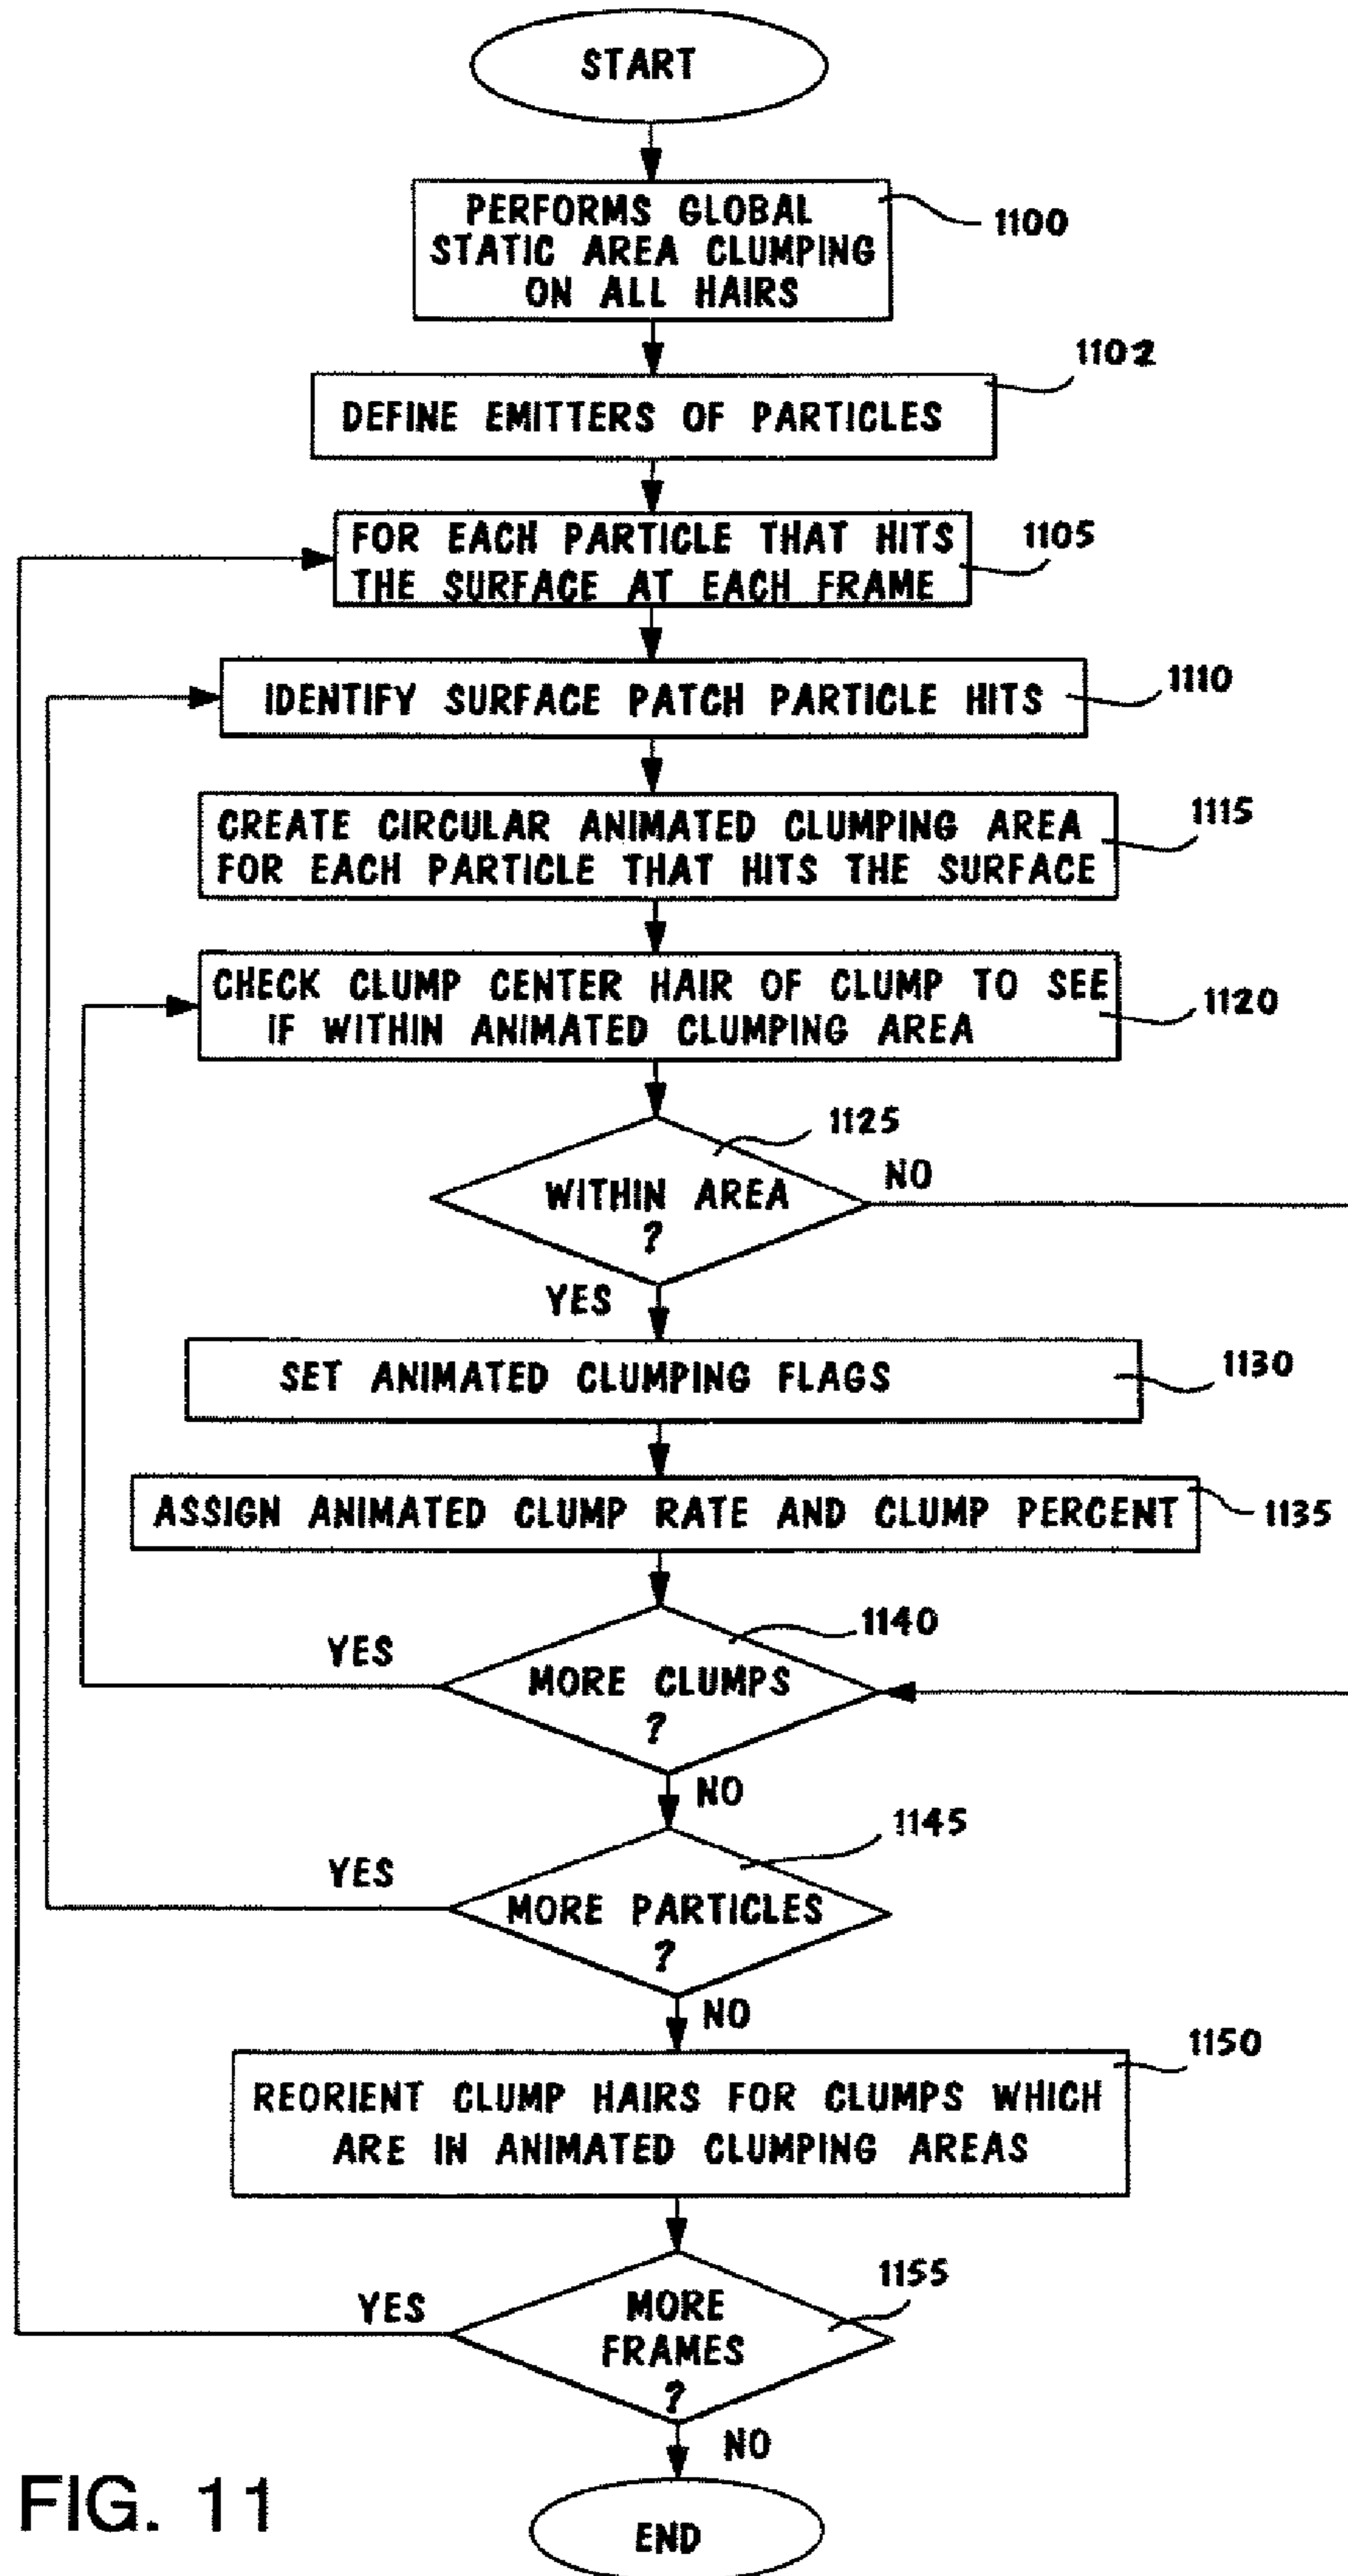 START
PERFORMS GLOBAL
STATIC AREA CLUMPING
ON ALL HAIRS
1100
DEFINE EMITTERS OF PARTICLES
1102
FOR EACH PARTICLE THAT HITS
THE SURFACE AT EACH FRAME
1105
IDENTIFY SURFACE PATCH PARTICLE HITS
1110
CREATE CIRCULAR ANIMATED CLUMPING AREA
FOR EACH PARTICLE THAT HITS THE SURFACE
1115
CHECK CLUMP CENTER HAIR OF CLUMP TO SEE
IF WITHIN ANIMATED CLUMPING AREA
1120
1125
WITHIN AREA
?
NO
YES
SET ANIMATED CLUMPING FLAGS
1130
ASSIGN ANIMATED CLUMP RATE AND CLUMP PERCENT
1135
1140
YES
MORE CLUMPS
?
NO
1145
YES
MORE PARTICLES
?
NO
1150
REORIENT CLUMP HAIRS FOR CLUMPS WHICH
ARE IN ANIMATED CLUMPING AREAS
1155
YES
MORE
FRAMES
?
NO
END
FIG. 11